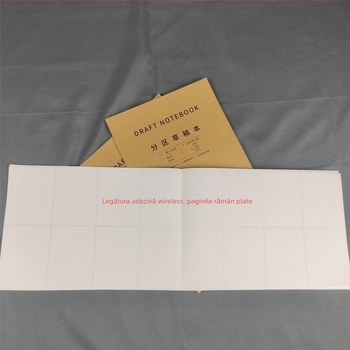 DRAFT NOTEBOOK
分区草稿本
Legătura adezivă wireless, paginile rămân plate